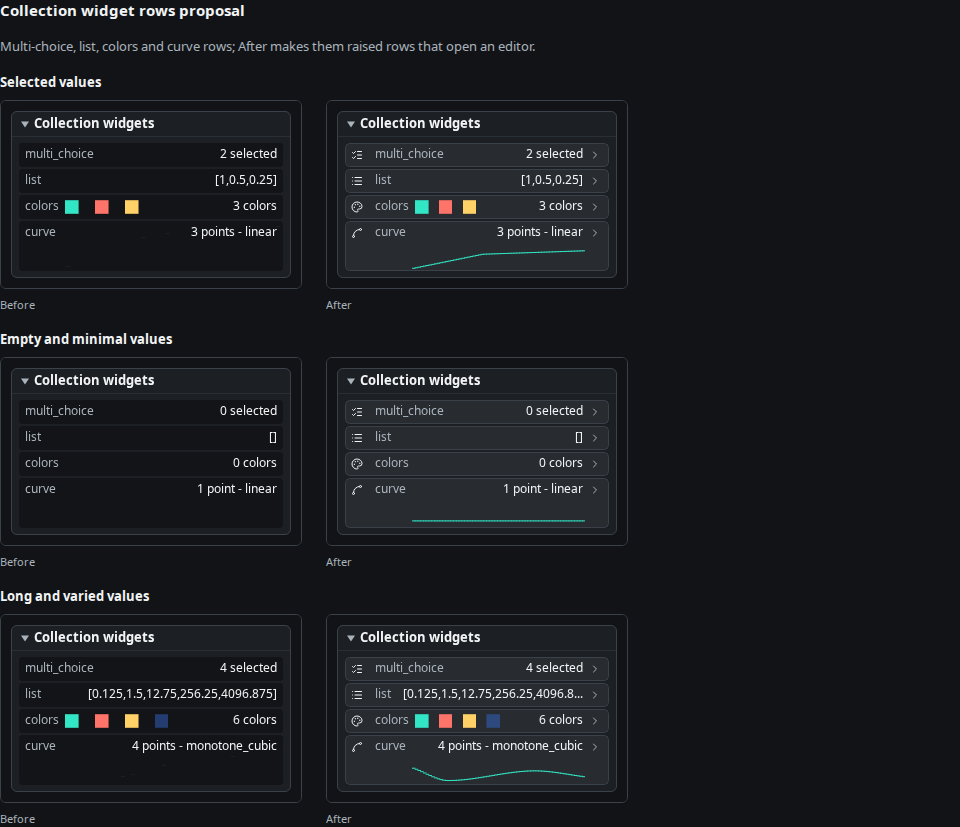 Collection widget rows proposal
Multi-choice, list, colors and curve rows; After makes them raised rows that open an editor.
Selected values
Collection widgets
multi_choice 2 selected
list [1,0.5,0.25]
colors 3 colors
curve 3 points - linear
Before
Collection widgets
multi_choice 2 selected
list [1,0.5,0.25]
colors 3 colors
curve 3 points - linear
After
Empty and minimal values
Collection widgets
multi_choice 0 selected
list []
colors 0 colors
curve 1 point - linear
Before
Collection widgets
multi_choice 0 selected
list []
colors 0 colors
curve 1 point - linear
After
Long and varied values
Collection widgets
multi_choice 4 selected
list [0.125,1.5,12.75,256.25,4096.875]
colors 6 colors
curve 4 points - monotone_cubic
Before
Collection widgets
multi_choice 4 selected
list [0.125,1.5,12.75,256.25,4096.8...
colors 6 colors
curve 4 points - monotone_cubic
After